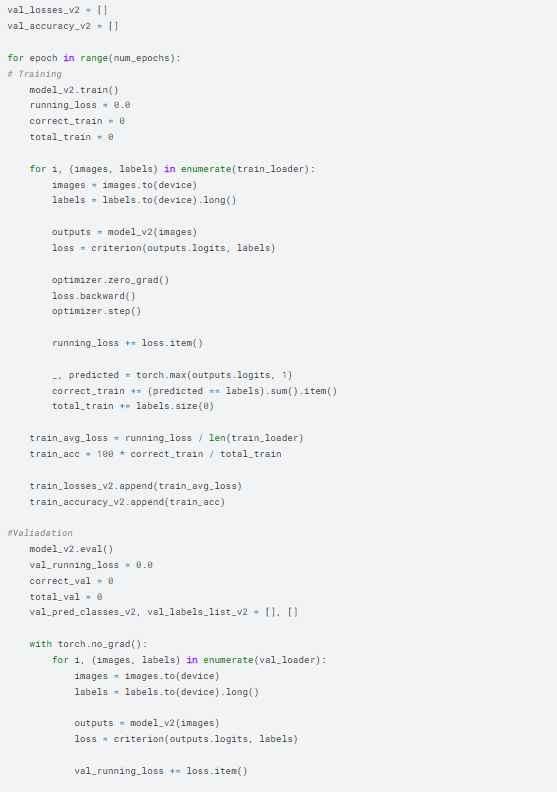 val_losses_v2 = []
val_accuracy_v2 = []

for epoch in range(num_epochs):
# Training
    model_v2.train()
    running_loss = 0.0
    correct_train = 0
    total_train = 0

    for i, (images, labels) in enumerate(train_loader):
        images = images.to(device)
        labels = labels.to(device).long()

        outputs = model_v2(images)
        loss = criterion(outputs.logits, labels)

        optimizer.zero_grad()
        loss.backward()
        optimizer.step()

        running_loss += loss.item()

        _, predicted = torch.max(outputs.logits, 1)
        correct_train += (predicted == labels).sum().item()
        total_train += labels.size(0)

    train_avg_loss = running_loss / len(train_loader)
    train_acc = 100 * correct_train / total_train

    train_losses_v2.append(train_avg_loss)
    train_accuracy_v2.append(train_acc)

#Valiadation
    model_v2.eval()
    val_running_loss = 0.0
    correct_val = 0
    total_val = 0
    val_pred_classes_v2, val_labels_list_v2 = [], []

    with torch.no_grad():
        for i, (images, labels) in enumerate(val_loader):
            images = images.to(device)
            labels = labels.to(device).long()

            outputs = model_v2(images)
            loss = criterion(outputs.logits, labels)

            val_running_loss += loss.item()